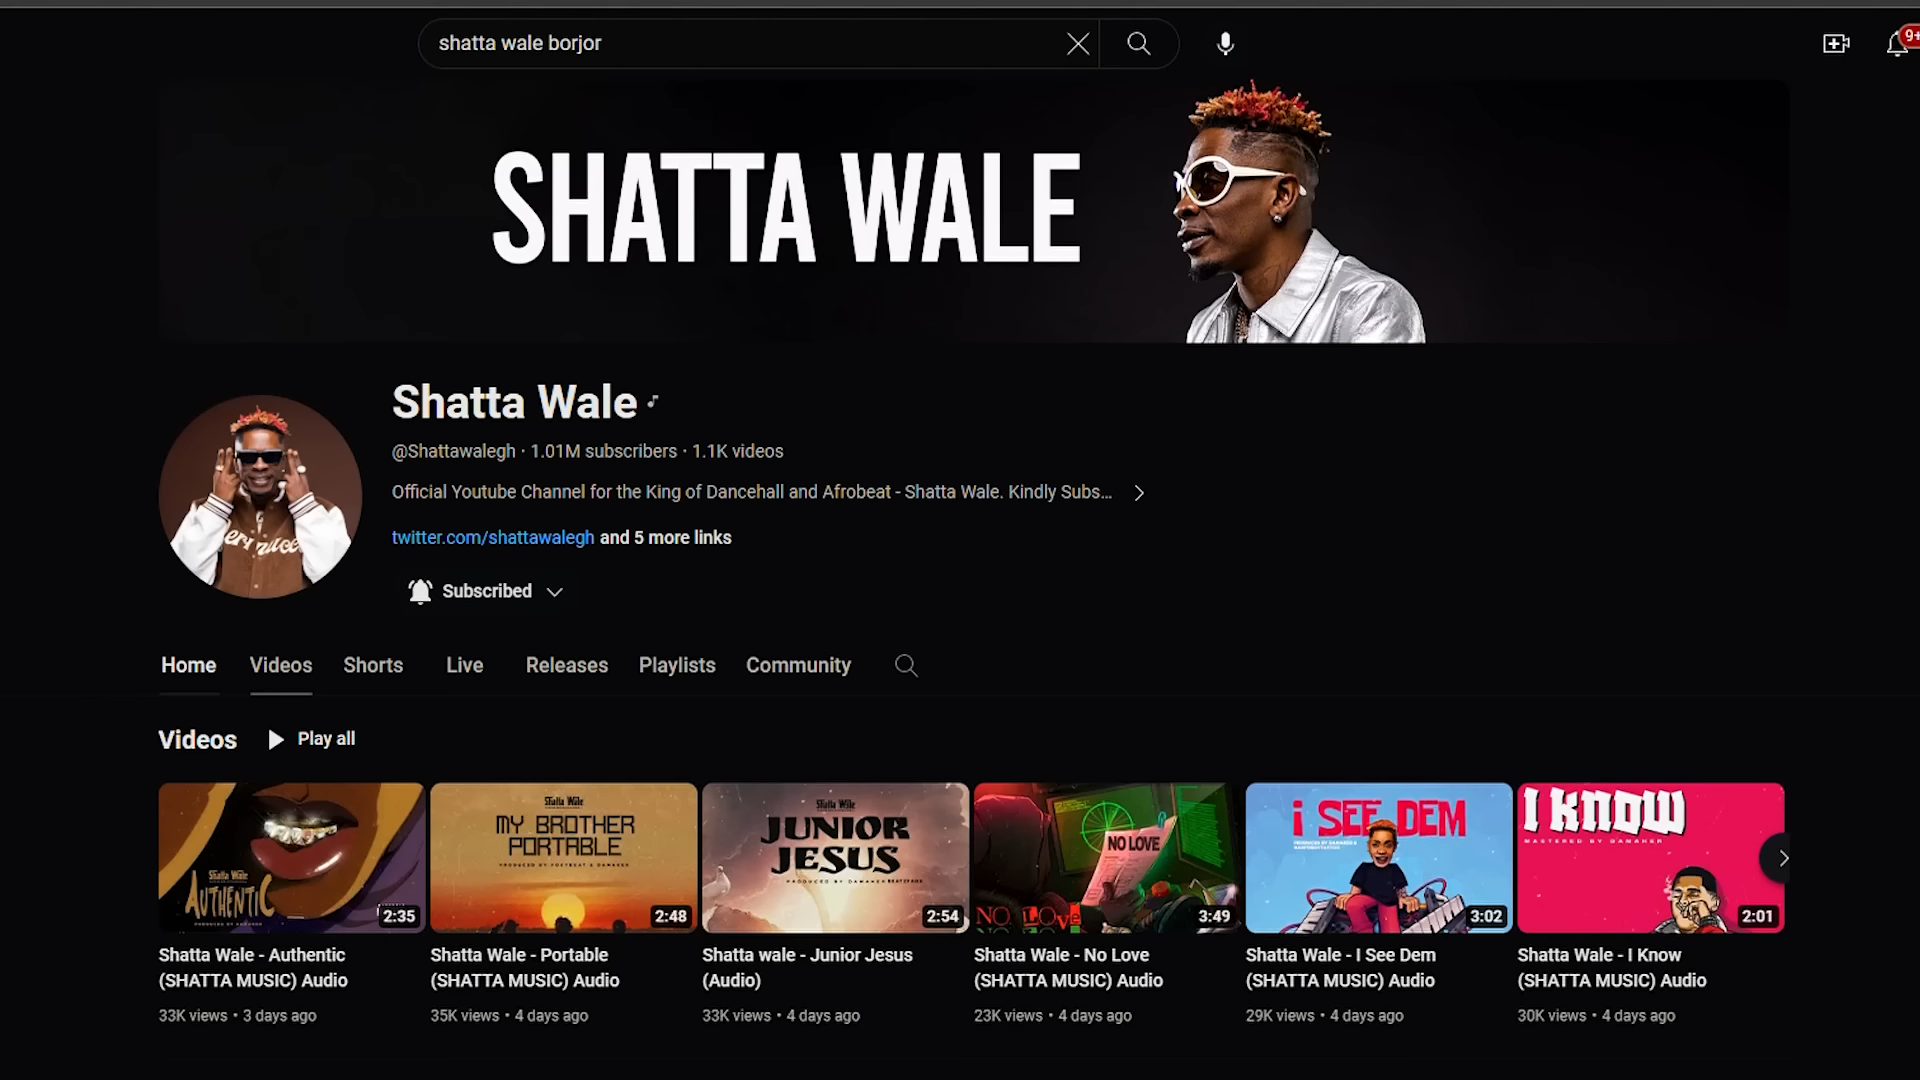 shatta wale borjor
9+
SHATTA WALE
Shatta Wale
@Shattawalegh · 1.01M subscribers · 1.1K videos
Official Youtube Channel for the King of Dancehall and Afrobeat - Shatta Wale. Kindly Subs...
twitter.com/shattawalegh and 5 more links
Subscribed
Home Videos Shorts Live Releases Playlists Community
Videos Play all
Shatta Wale
AUTHENTIC
2:35
Shatta Wale
MY BROTHER
PORTABLE
2:48
Shatta Wale
JUNIOR
JESUS
2:54
NO LOVE
NO LOVE
3:49
I SEE DEM
3:02
I KNOW
MASTERED BY DAMAKER
2:01
Shatta Wale - Authentic
(SHATTA MUSIC) Audio
33K views • 3 days ago
Shatta Wale - Portable
(SHATTA MUSIC) Audio
35K views • 4 days ago
Shatta wale - Junior Jesus
(Audio)
33K views • 4 days ago
Shatta Wale - No Love
(SHATTA MUSIC) Audio
23K views • 4 days ago
Shatta Wale - I See Dem
(SHATTA MUSIC) Audio
29K views • 4 days ago
Shatta Wale - I Know
(SHATTA MUSIC) Audio
30K views • 4 days ago